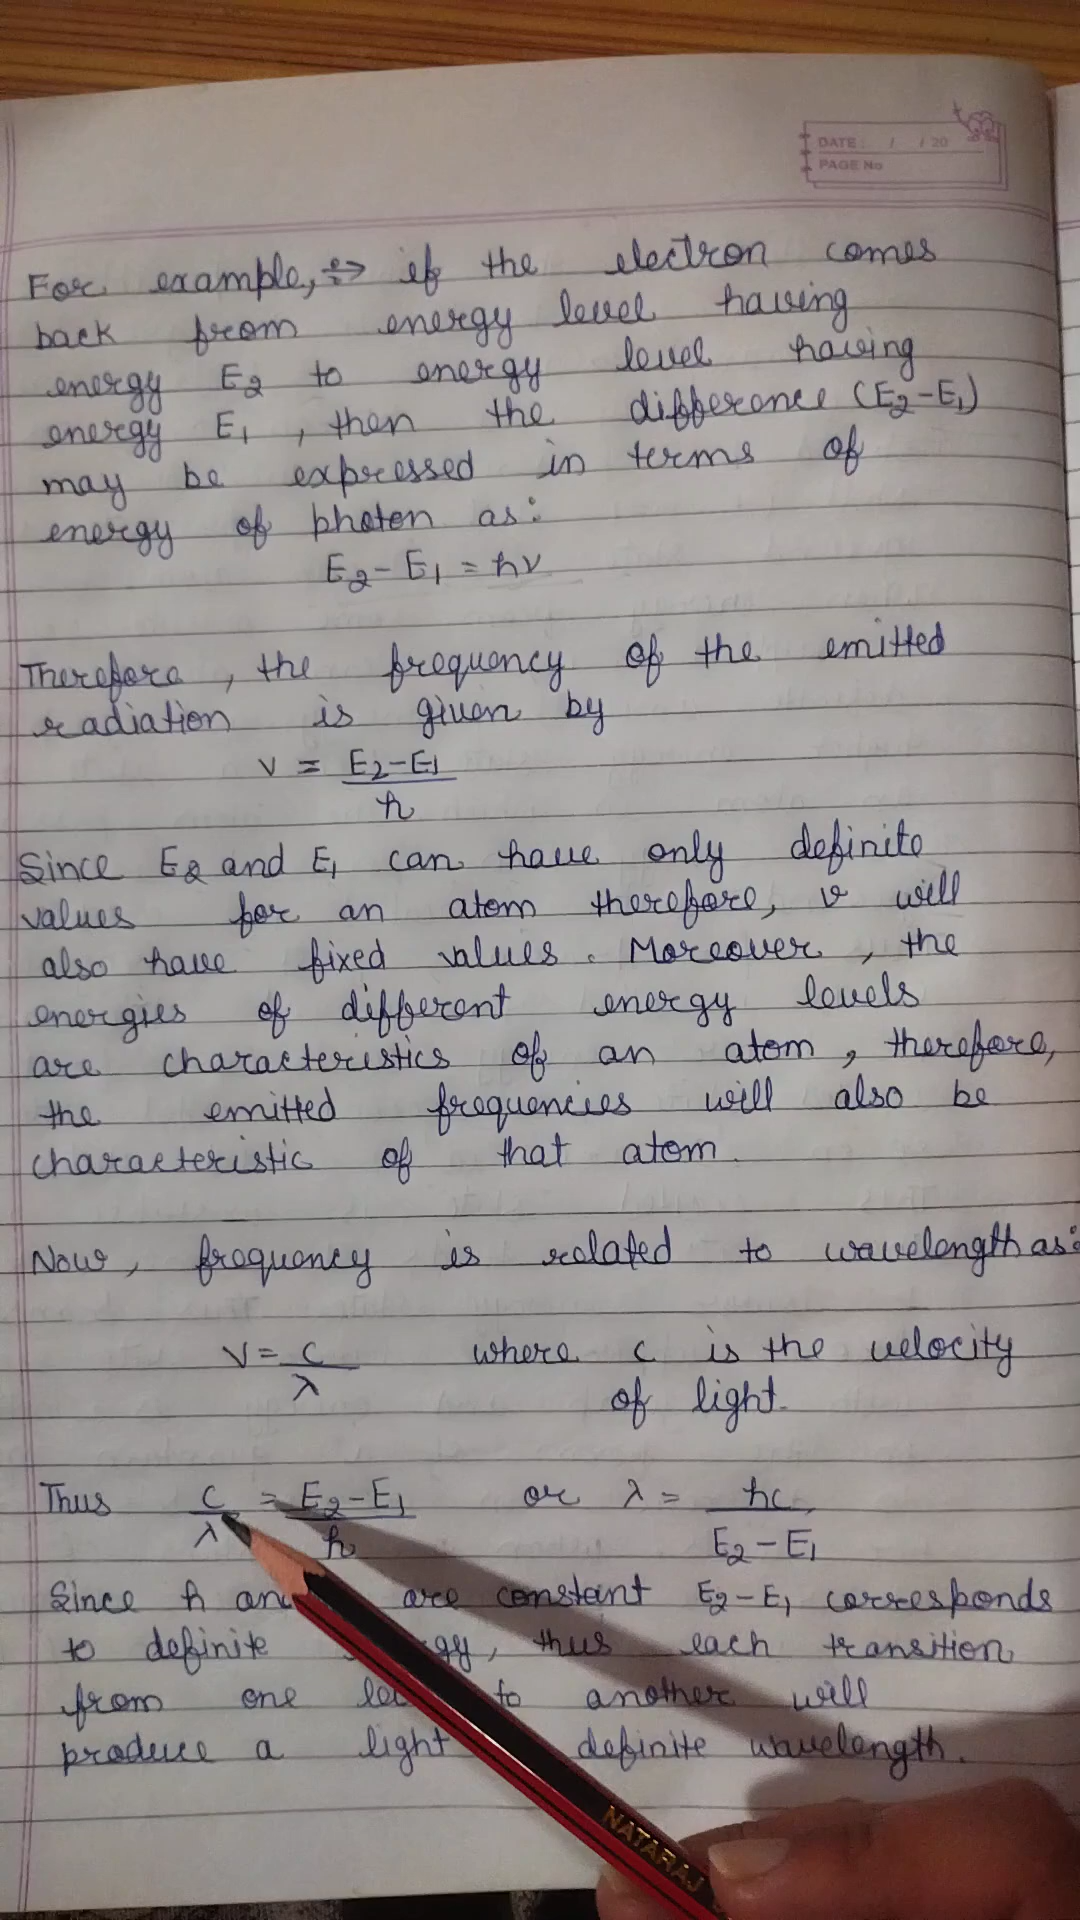 DATE: / / 20
PAGE No
For example, ÷> if the electron comes
back from energy level having
energy E₂ to energy level having
energy E₁, then the difference (E₂-E₁)
may be expressed in terms of
energy of photon as:
E₂-E₁ = hν
Therefore, the frequency of the emitted
radiation is given by
ν = E₂-E₁
h
Since E₂ and E₁ can have only definite
values for an atom therefore, ν will
also have fixed values. Moreover, the
energies of different energy levels
are characteristics of an atom, therefore,
the emitted frequencies will also be
characteristic of that atom.
Now, frequency is related to wavelength as:
ν = c where c is the velocity
λ of light.
Thus c = E₂-E₁ or λ = hc
λ h E₂-E₁
Since h are constant E₂-E₁ corresponds
to definite thus each transition
from one to another will
produce a light definite wavelength.
NATARAJ